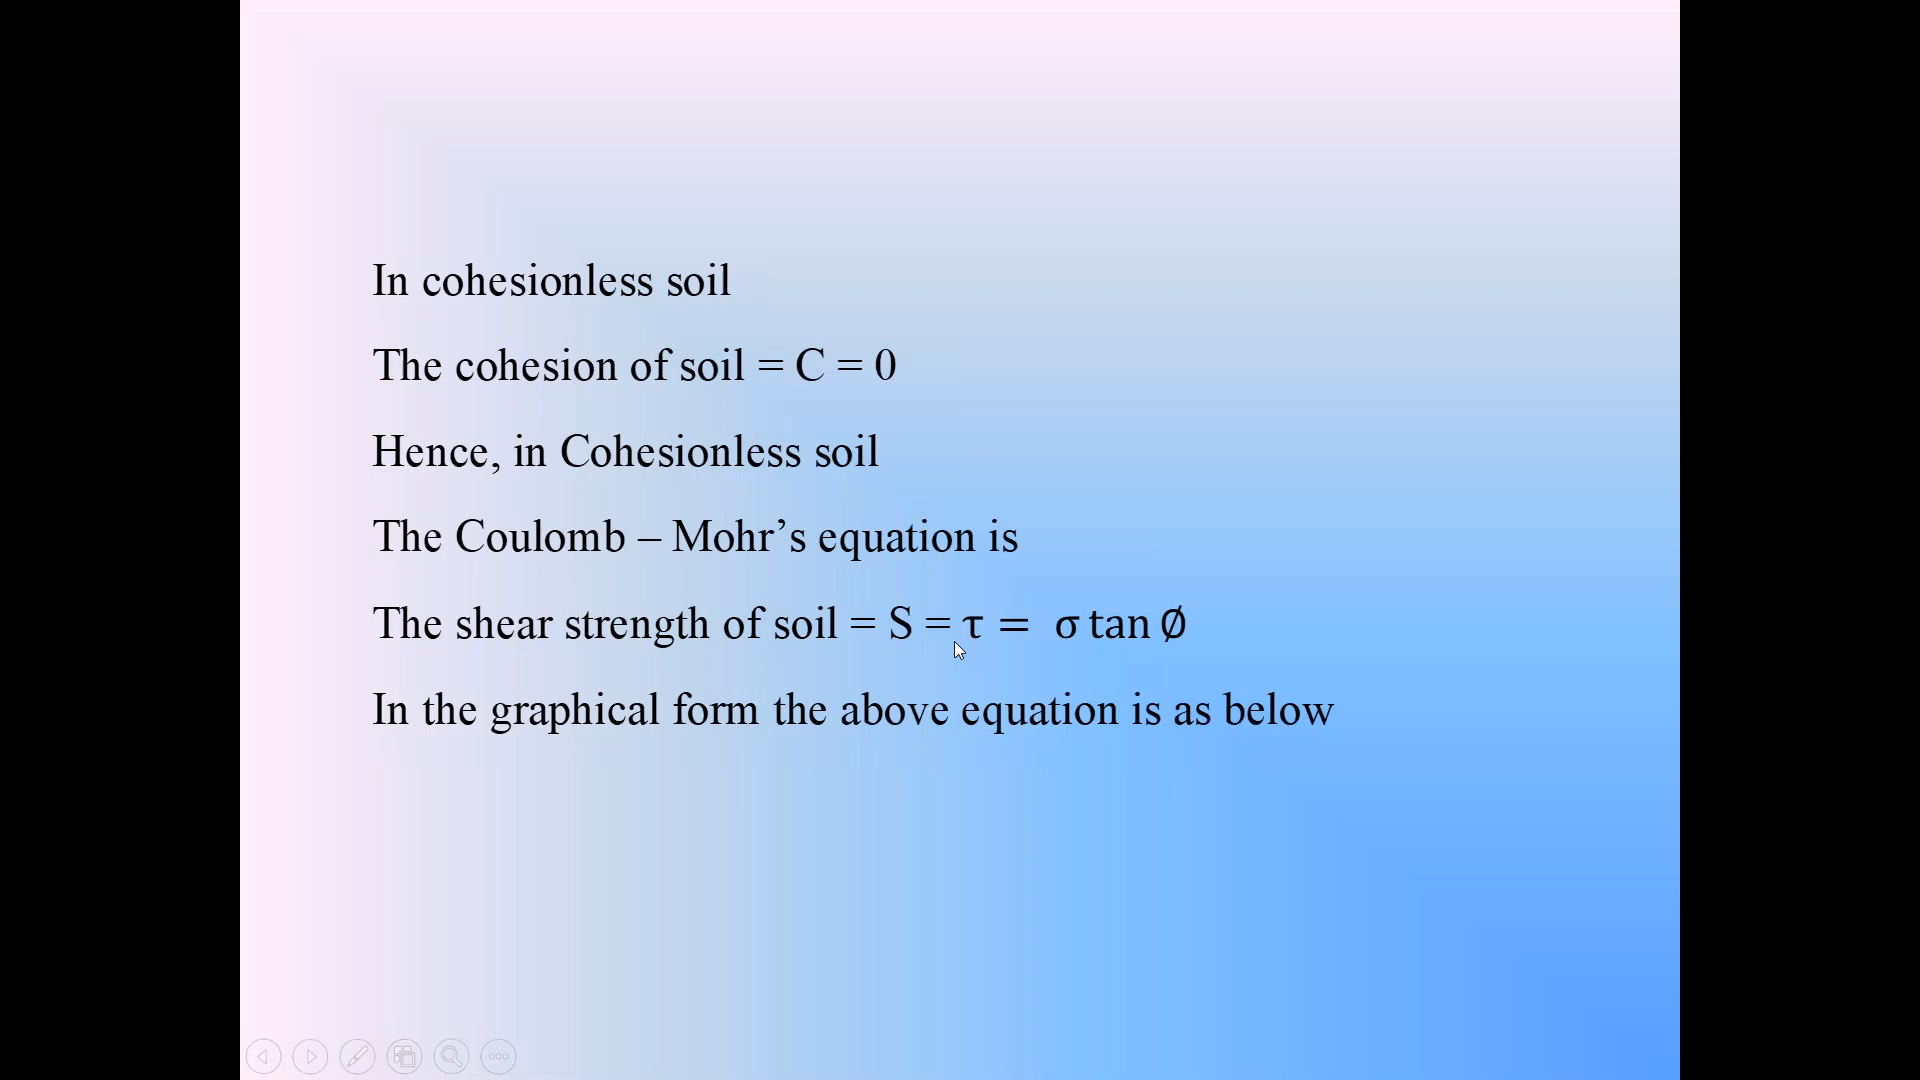 In cohesionless soil
The cohesion of soil = C = 0
Hence, in Cohesionless soil
The Coulomb – Mohr’s equation is
The shear strength of soil = S = τ = σ tan ∅
In the graphical form the above equation is as below